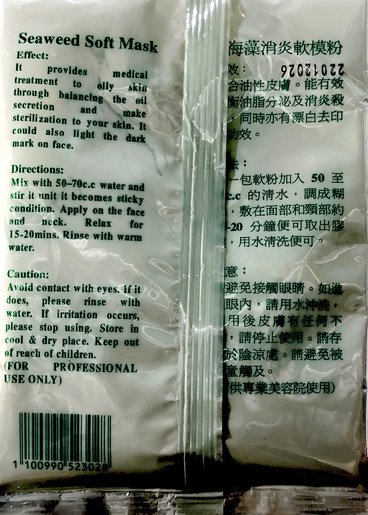 Seaweed Soft Mask
Effect:
It provides medical
treatment to oily skin
through balancing the oil
secretion and make
sterilization to your skin. It
could also light the dark
mark on face.
Directions:
Mix with 50-70c.c water and
stir it unit it becomes sticky
condition. Apply on the face
and neck. Relax for
15-20mins. Rinse with warm
water.
Caution:
Avoid contact with eyes. If it
does, please rinse with
water. If irritation occurs,
please stop using. Store in
cool & dry place. Keep out
of reach of children.
(FOR PROFESSIONAL
USE ONLY)
1 100990 523028
海藻消炎軟模粉
效：
22012026
合油性皮膚。能有效
衡油脂分泌及消炎殺
，同時亦有漂白去印
功效。
法：
一包軟粉加入 50 至
c.c 的清水，調成糊
，敷在面部和頸部約
-20 分鐘便可取出膠
，用水清洗便可。
意：
避免接觸眼睛。如進
眼內，請用水沖洗，
用後皮膚有任何不
，請停止使用。請存
於陰涼處。請避免被
童觸及。
供專業美容院使用）